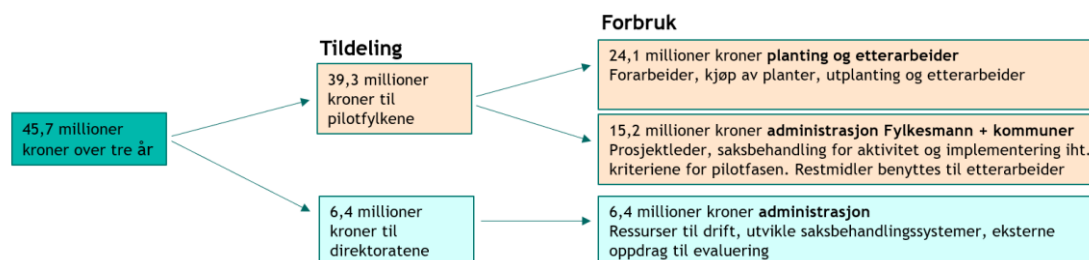 Forbruk
Tildeling
45,7 millioner
kroner over tre år
39,3 millioner
kroner til
pilotfylkene
24,1 millioner kroner planting og etterarbeider
Forarbeider, kjøp av planter, utplanting og etterarbeider
15,2 millioner kroner administrasjon Fylkesmann + kommuner
Prosjektleder, saksbehandling for aktivitet og implementering iht.
kriteriene for pilotfasen. Restmidler benyttes til etterarbeider
6,4 millioner
kroner til
direktoratene
6,4 millioner kroner administrasjon
Ressurser til drift, utvikle saksbehandlingssystemer, eksterne
oppdrag til evaluering